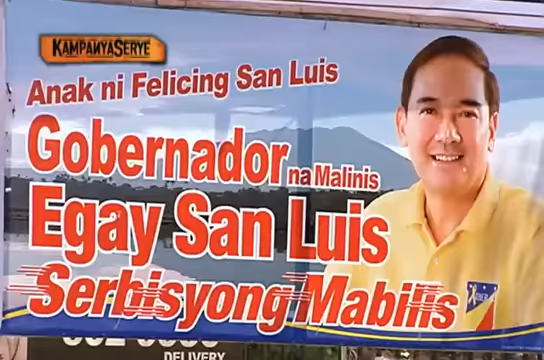 KAMPANYASERYE
Anak ni Felicing San Luis
Gobernador na Malinis
Egay San Luis
Serbisyong Mabilis
DELIVERY